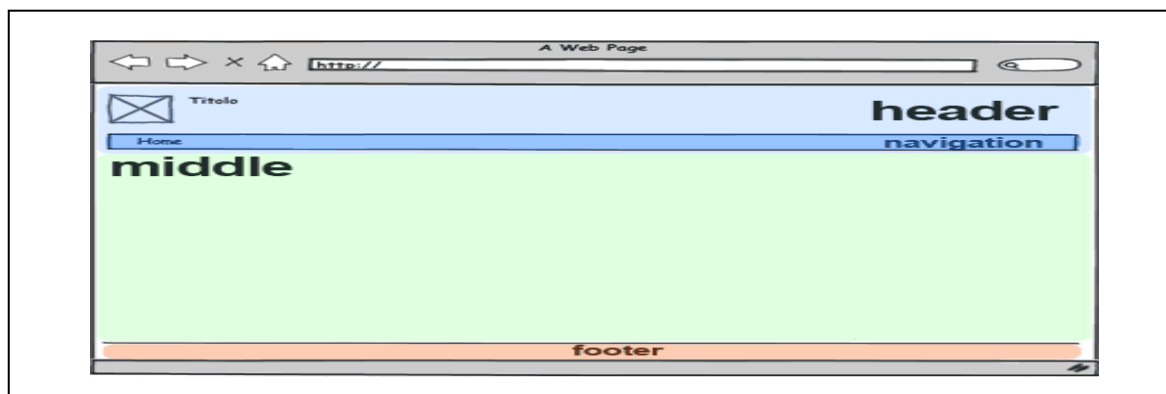 A Web Page
http://
Titolo
header
Home
navigation
middle
footer